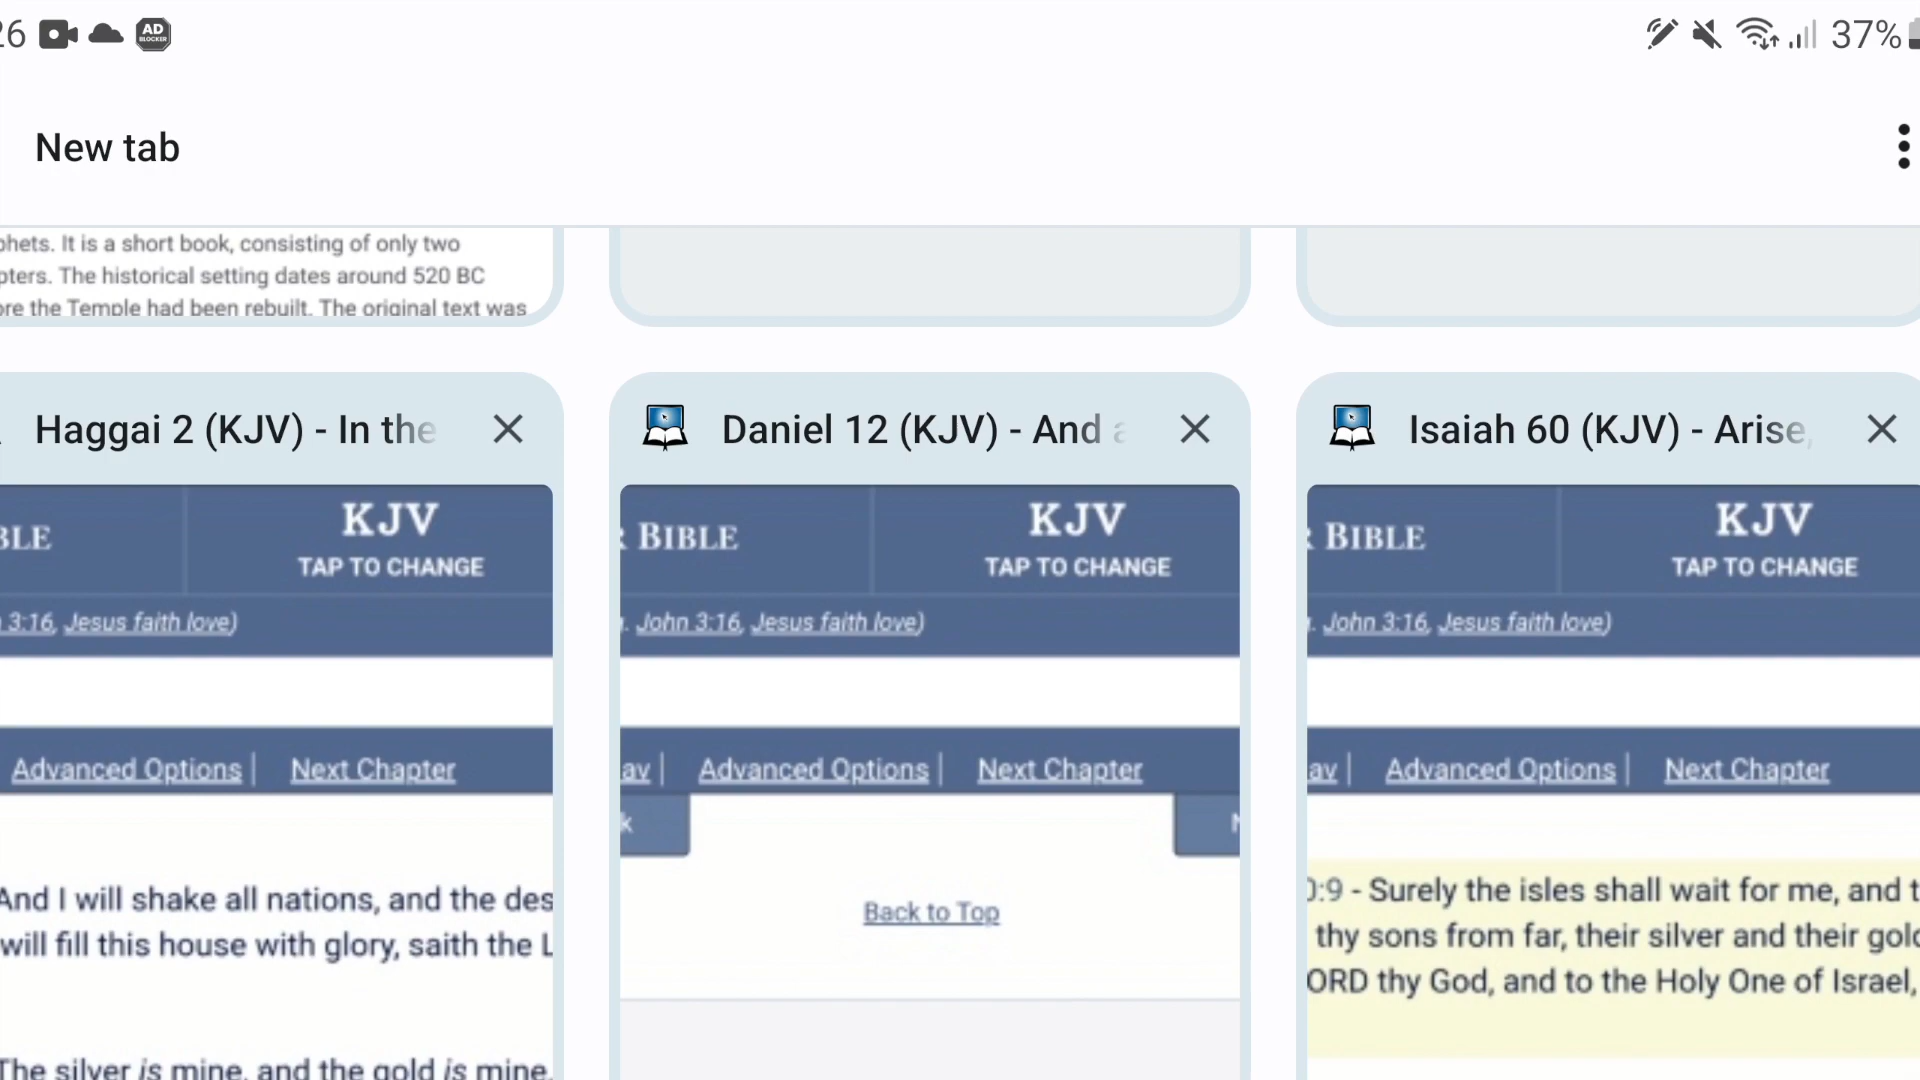 26
AD
BLOCKER
37%
New tab
phets. It is a short book, consisting of only two
pters. The historical setting dates around 520 BC
ore the Temple had been rebuilt. The original text was
Haggai 2 (KJV) - In the
BLE
KJV
TAP TO CHANGE
3:16, Jesus faith love)
Advanced Options | Next Chapter
And I will shake all nations, and the des
will fill this house with glory, saith the L
The silver is mine, and the gold is mine,
Daniel 12 (KJV) - And a
BIBLE
KJV
TAP TO CHANGE
John 3:16, Jesus faith love)
av | Advanced Options | Next Chapter
k
Back to Top
Isaiah 60 (KJV) - Arise,
BIBLE
KJV
TAP TO CHANGE
John 3:16, Jesus faith love)
av | Advanced Options | Next Chapter
0:9 - Surely the isles shall wait for me, and t
thy sons from far, their silver and their gold
ORD thy God, and to the Holy One of Israel,